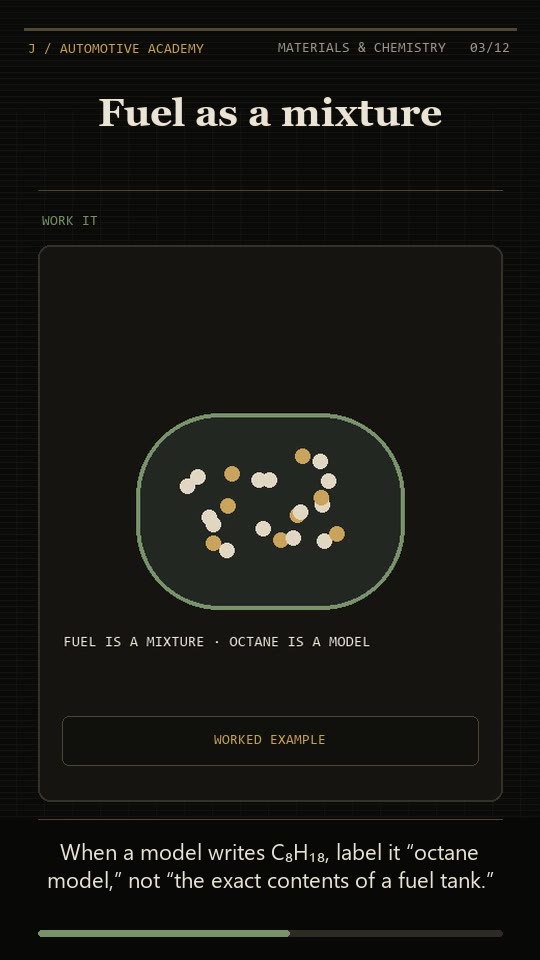 J / AUTOMOTIVE ACADEMY
MATERIALS & CHEMISTRY 03/12
Fuel as a mixture
WORK IT
FUEL IS A MIXTURE · OCTANE IS A MODEL
WORKED EXAMPLE
When a model writes C₈H₁₈, label it “octane
model,” not “the exact contents of a fuel tank.”